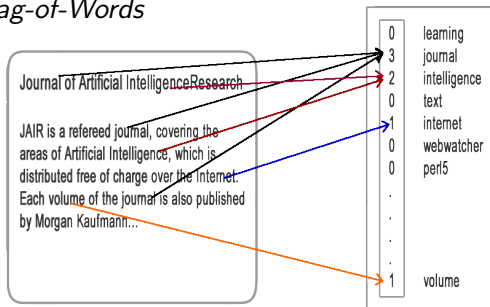 ag-of-Words
Journal of Artificial IntelligenceResearch
JAIR is a refereed journal, covering the
areas of Artificial Intelligence, which is
distributed free of charge over the Internet.
Each volume of the journal is also published
by Morgan Kaufmann...
0 learning
3 journal
2 intelligence
0 text
1 internet
0 webwatcher
0 perl5
.
.
.
.
1 volume